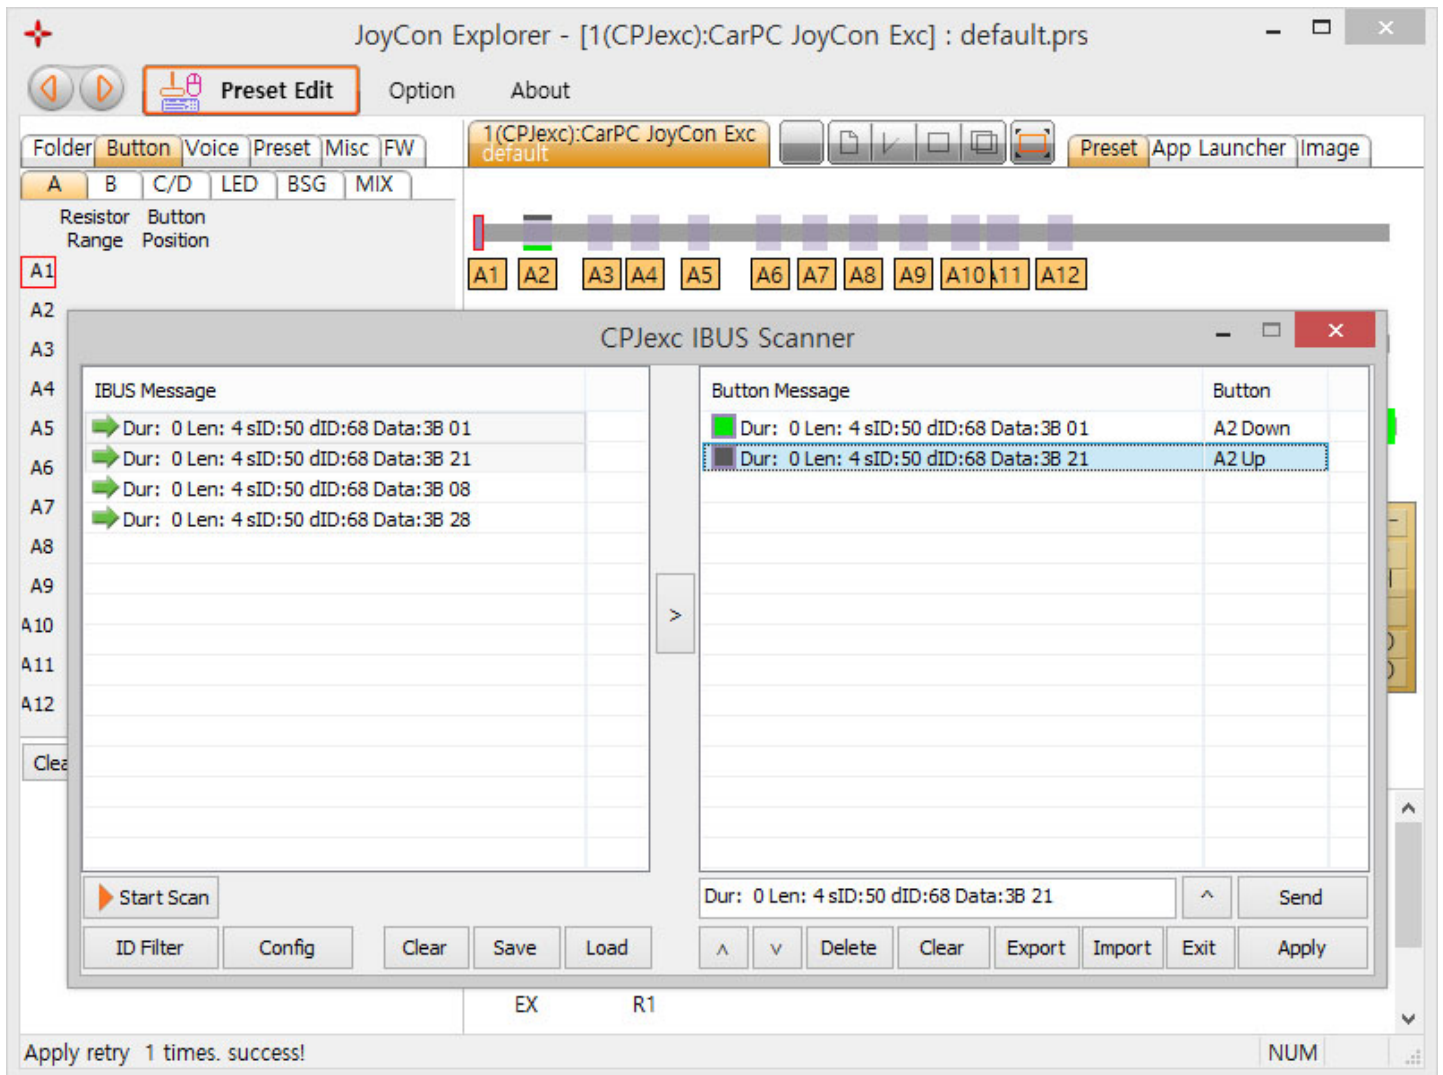 JoyCon Explorer - [1(CPJexc):CarPC JoyCon Exc] : default.prs
Preset Edit Option About
Folder Button Voice Preset Misc FW
1(CPJexc):CarPC JoyCon Exc
default
Preset App Launcher Image
A B C/D LED BSG MIX
Resistor Button
Range Position
A1
A1 A2 A3 A4 A5 A6 A7 A8 A9 A10 A11 A12
A2
A3
A4
A5
A6
A7
A8
A9
A10
A11
A12
CPJexc IBUS Scanner
IBUS Message
Dur: 0 Len: 4 sID:50 dID:68 Data:3B 01
Dur: 0 Len: 4 sID:50 dID:68 Data:3B 21
Dur: 0 Len: 4 sID:50 dID:68 Data:3B 08
Dur: 0 Len: 4 sID:50 dID:68 Data:3B 28
>
Button Message Button
Dur: 0 Len: 4 sID:50 dID:68 Data:3B 01 A2 Down
Dur: 0 Len: 4 sID:50 dID:68 Data:3B 21 A2 Up
Start Scan
Dur: 0 Len: 4 sID:50 dID:68 Data:3B 21 ^ Send
ID Filter Config Clear Save Load
^ v Delete Clear Export Import Exit Apply
EX R1
Apply retry 1 times. success!
NUM